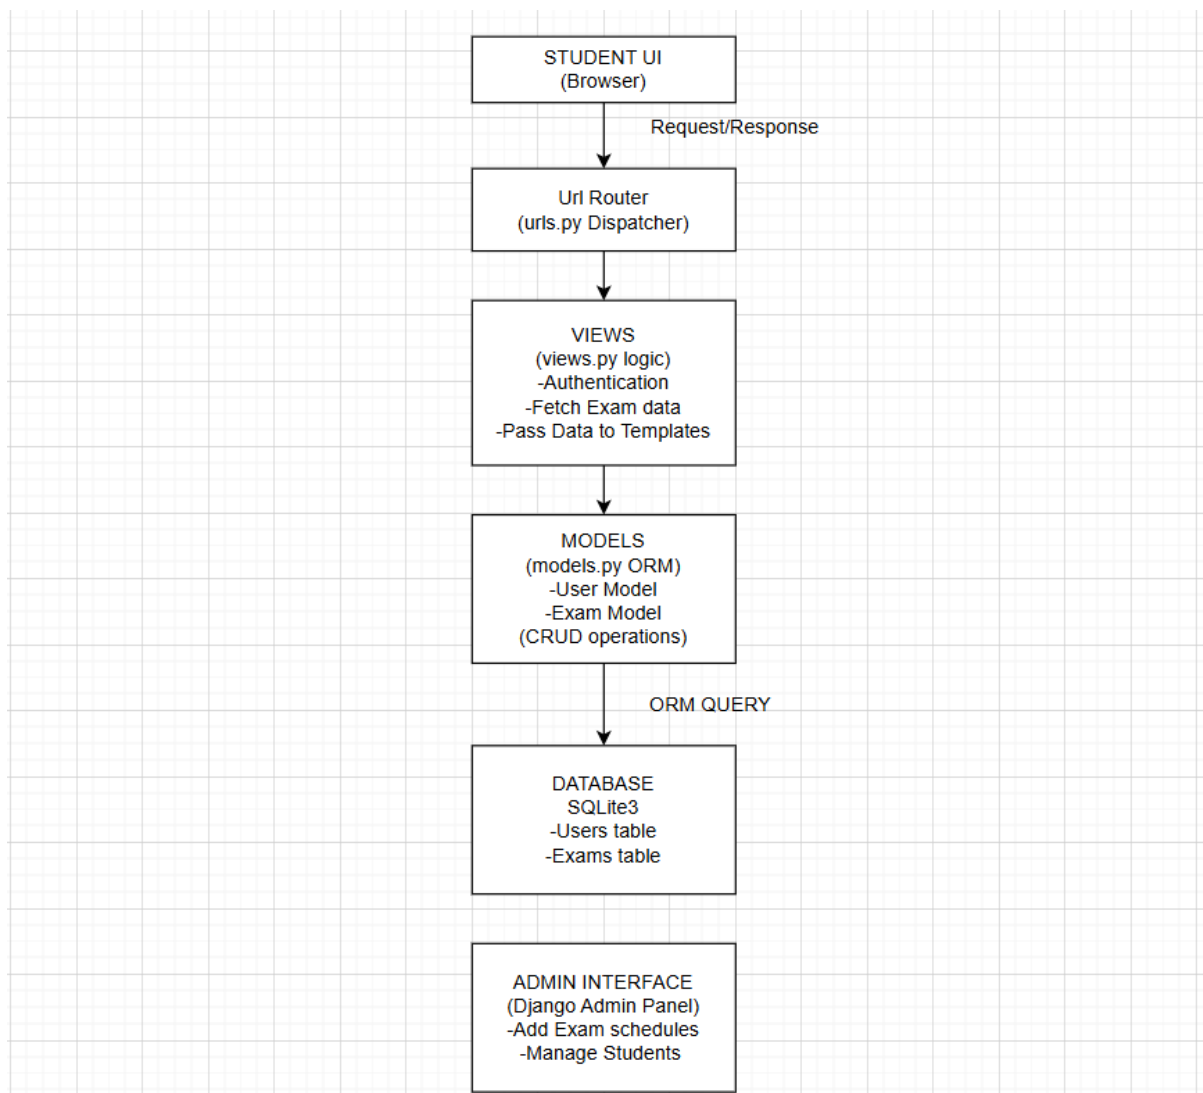 STUDENT UI
(Browser)
Request/Response
Url Router
(urls.py Dispatcher)
VIEWS
(views.py logic)
-Authentication
-Fetch Exam data
-Pass Data to Templates
MODELS
(models.py ORM)
-User Model
-Exam Model
(CRUD operations)
ORM QUERY
DATABASE
SQLite3
-Users table
-Exams table
ADMIN INTERFACE
(Django Admin Panel)
-Add Exam schedules
-Manage Students